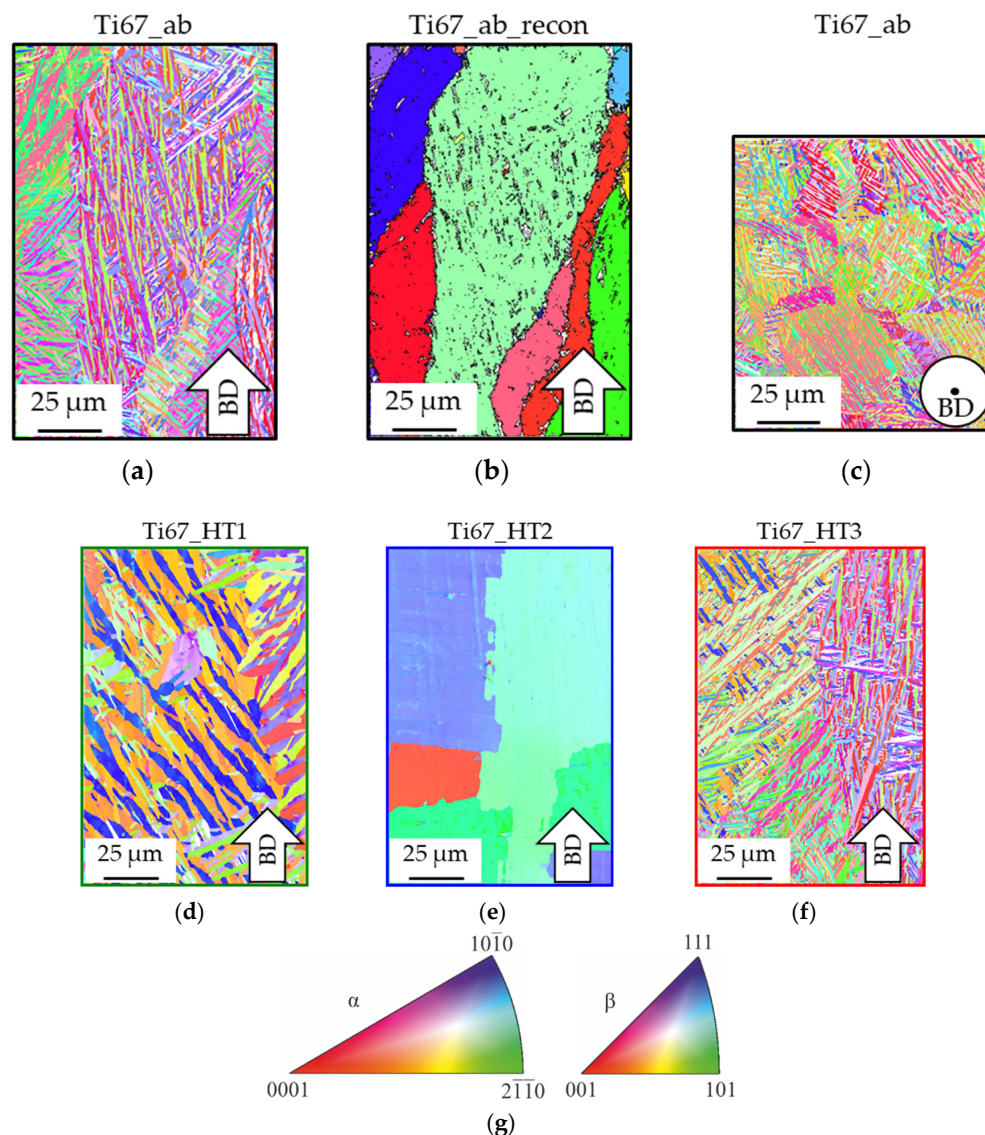 Ti67_ab
Ti67_ab_recon
Ti67_ab
25 µm
BD
25 µm
BD
25 µm
BD
(a)
(b)
(c)
Ti67_HT1
Ti67_HT2
Ti67_HT3
25 µm
BD
25 µm
BD
25 µm
BD
(d)
(e)
(f)
101̅0
111
α
β
0001
21̅1̅0
001
101
(g)